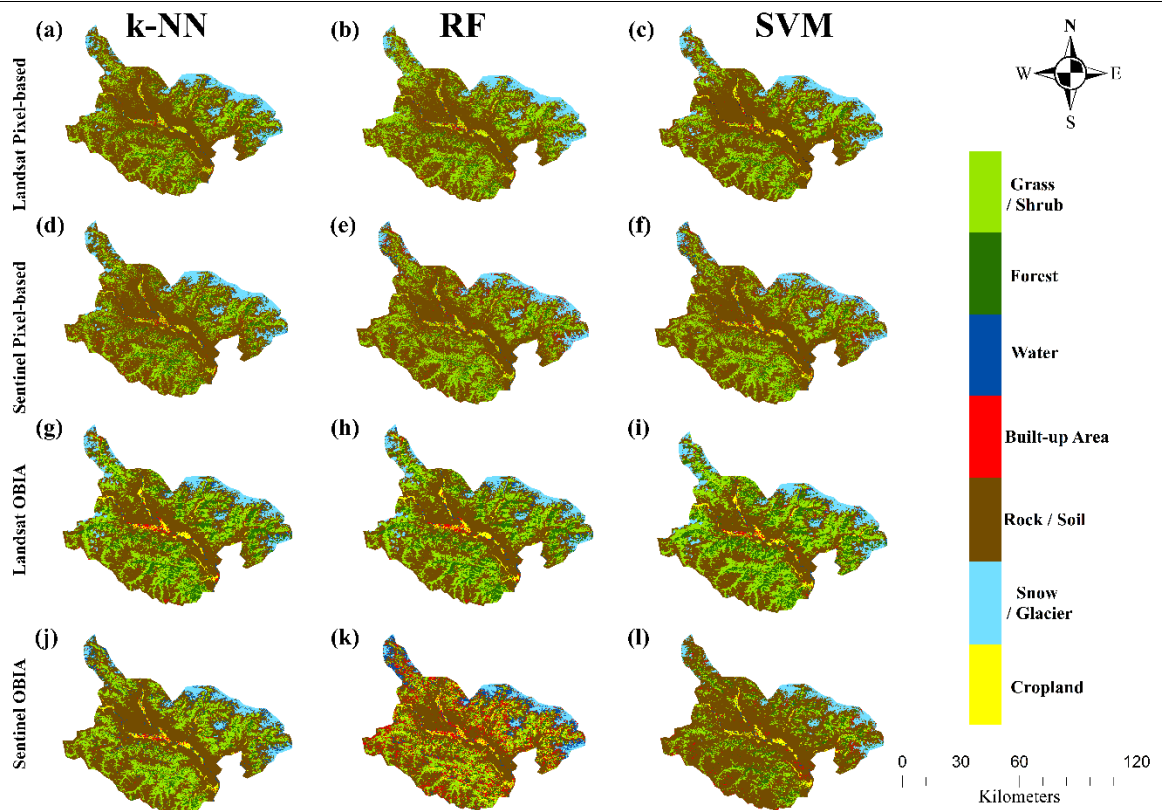 k-NN
RF
SVM
(a)
(b)
(c)
Landsat Pixel-based
(d)
(e)
(f)
Sentinel Pixel-based
(g)
(h)
(i)
Landsat OBIA
(j)
(k)
(l)
Sentinel OBIA
N
W
E
S
Grass
/ Shrub
Forest
Water
Built-up Area
Rock / Soil
Snow
/ Glacier
Cropland
0 30 60 120
Kilometers